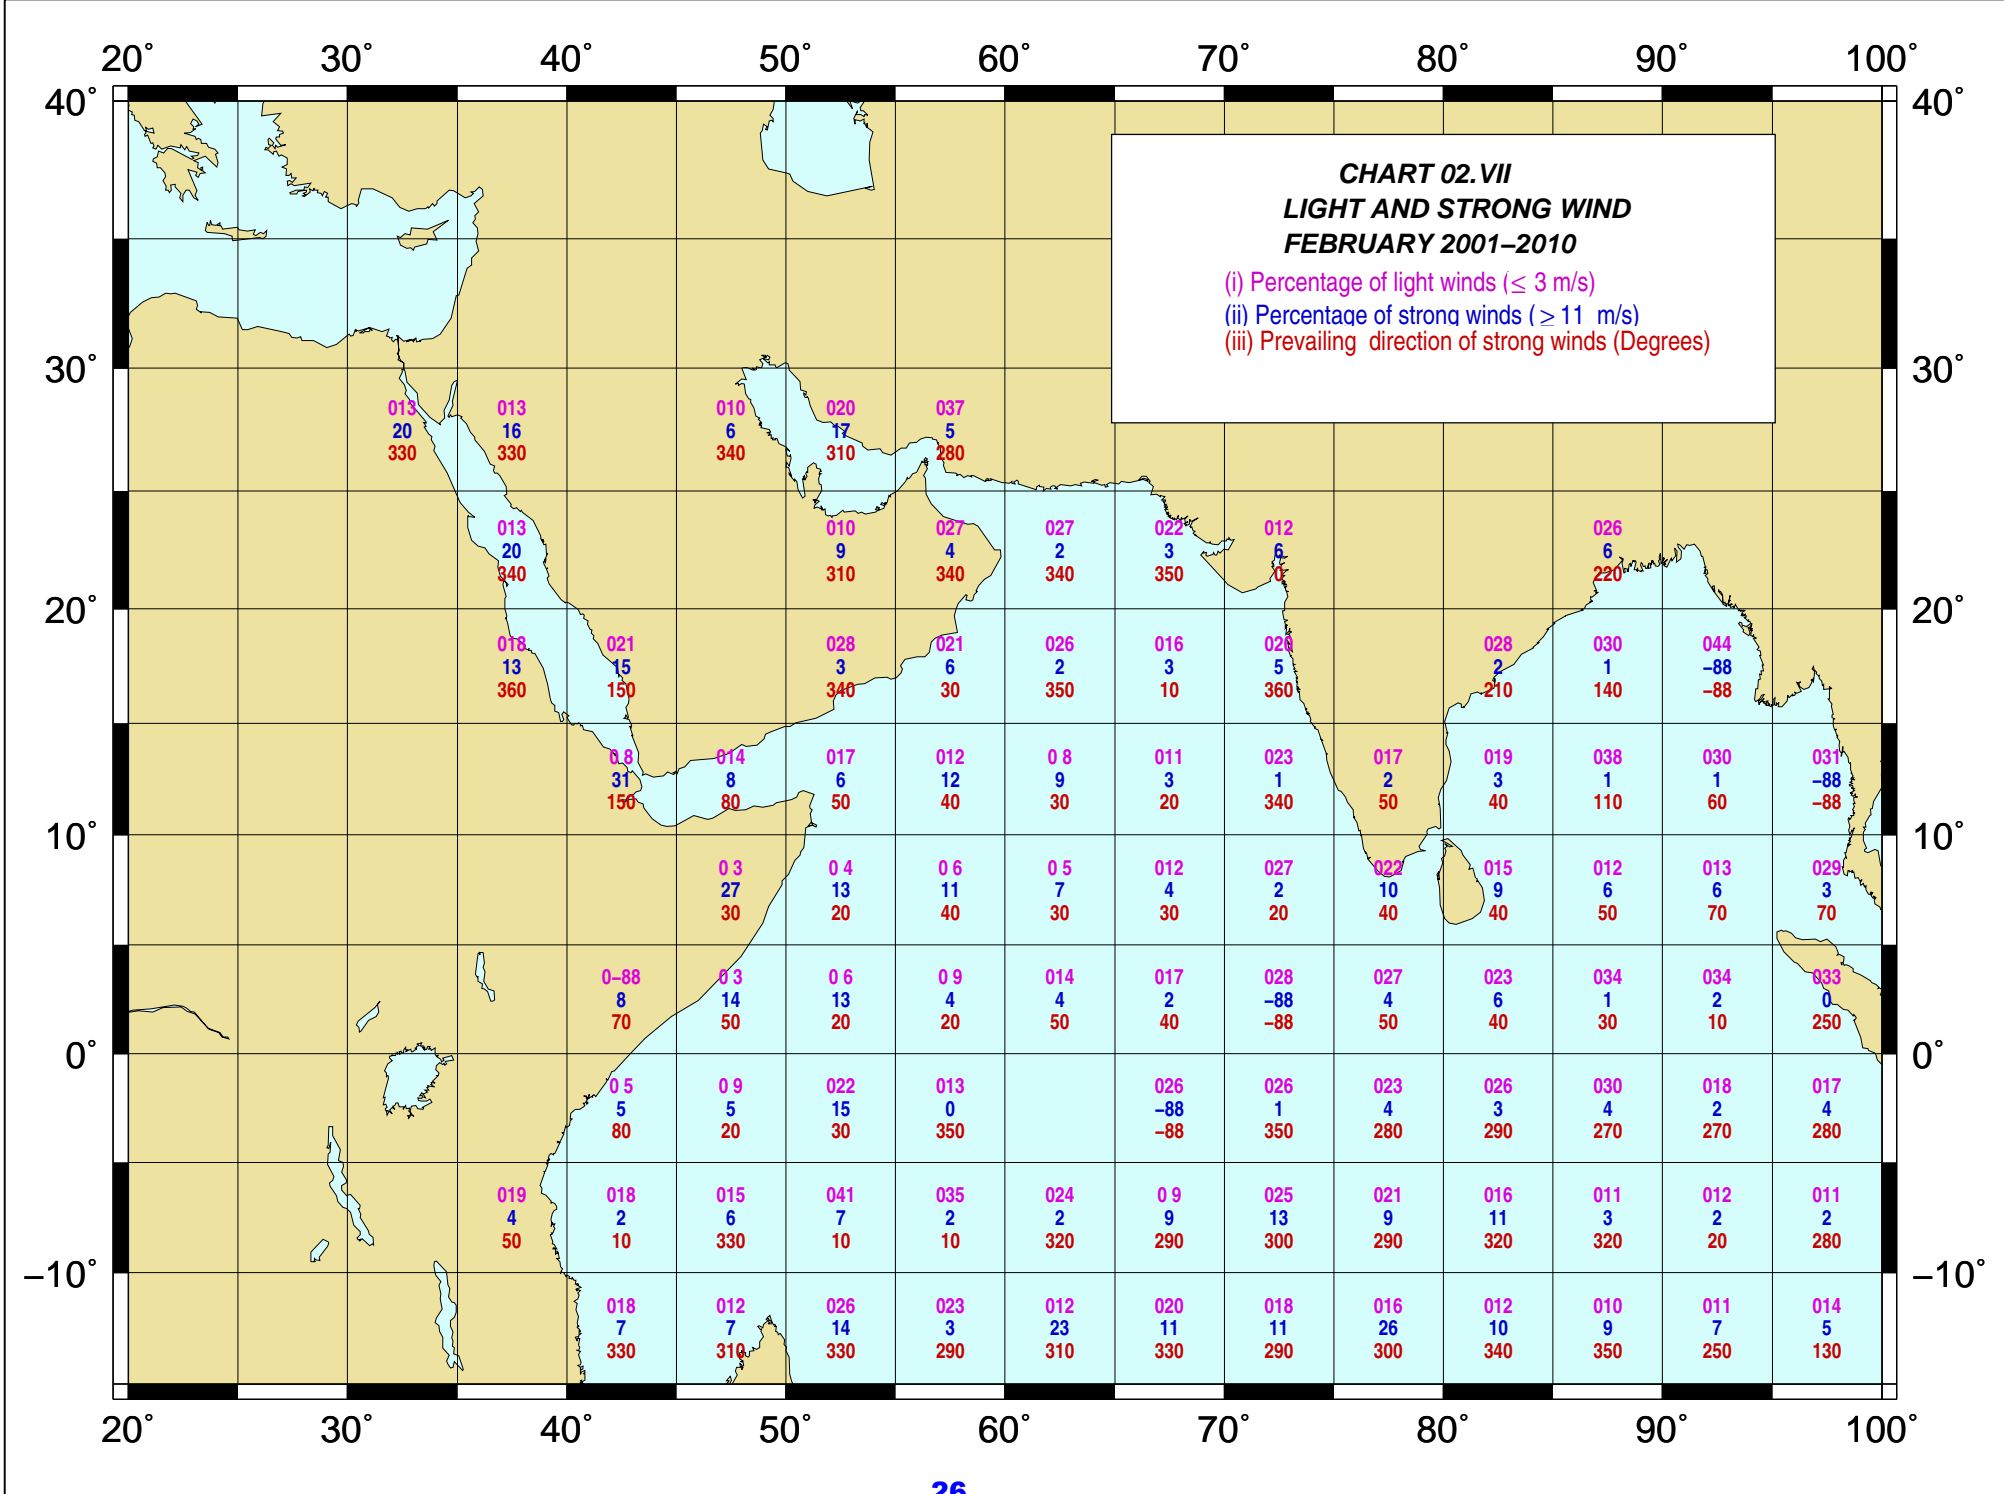 20° 30° 40° 50° 60° 70° 80° 90° 100°
40° 40°
CHART 02.VII
LIGHT AND STRONG WIND
FEBRUARY 2001–2010
(i) Percentage of light winds (≤ 3 m/s)
(ii) Percentage of strong winds (≥ 11 m/s)
(iii) Prevailing direction of strong winds (Degrees)
30° 30°
013 013 010 020 037
20 16 6 17 5
330 330 340 310 280
013 010 027 027 022 012 026
20 9 4 2 3 6 6
340 310 340 340 350 0 220
20° 20°
018 021 028 021 026 016 020 028 030 044
13 15 3 6 2 3 5 2 1 –88
360 150 340 30 350 10 360 210 140 –88
0 8 014 017 012 0 8 011 023 017 019 038 030 031
31 8 6 12 9 3 1 2 3 1 1 –88
150 80 50 40 30 20 340 50 40 110 60 –88
10° 10°
0 3 0 4 0 6 0 5 012 027 022 015 012 013 029
27 13 11 7 4 2 10 9 6 6 3
30 20 40 30 30 20 40 40 50 70 70
0–88 0 3 0 6 0 9 014 017 028 027 023 034 034 033
8 14 13 4 4 2 –88 4 6 1 2 0
70 50 20 20 50 40 –88 50 40 30 10 250
0° 0°
0 5 0 9 022 013 026 026 023 026 030 018 017
5 5 15 0 –88 1 4 3 4 2 4
80 20 30 350 –88 350 280 290 270 270 280
019 018 015 041 035 024 0 9 025 021 016 011 012 011
4 2 6 7 2 2 9 13 9 11 3 2 2
50 10 330 10 10 320 290 300 290 320 320 20 280
–10° –10°
018 012 026 023 012 020 018 016 012 010 011 014
7 7 14 3 23 11 11 26 10 9 7 5
330 310 330 290 310 330 290 300 340 350 250 130
20° 30° 40° 50° 60° 70° 80° 90° 100°
26